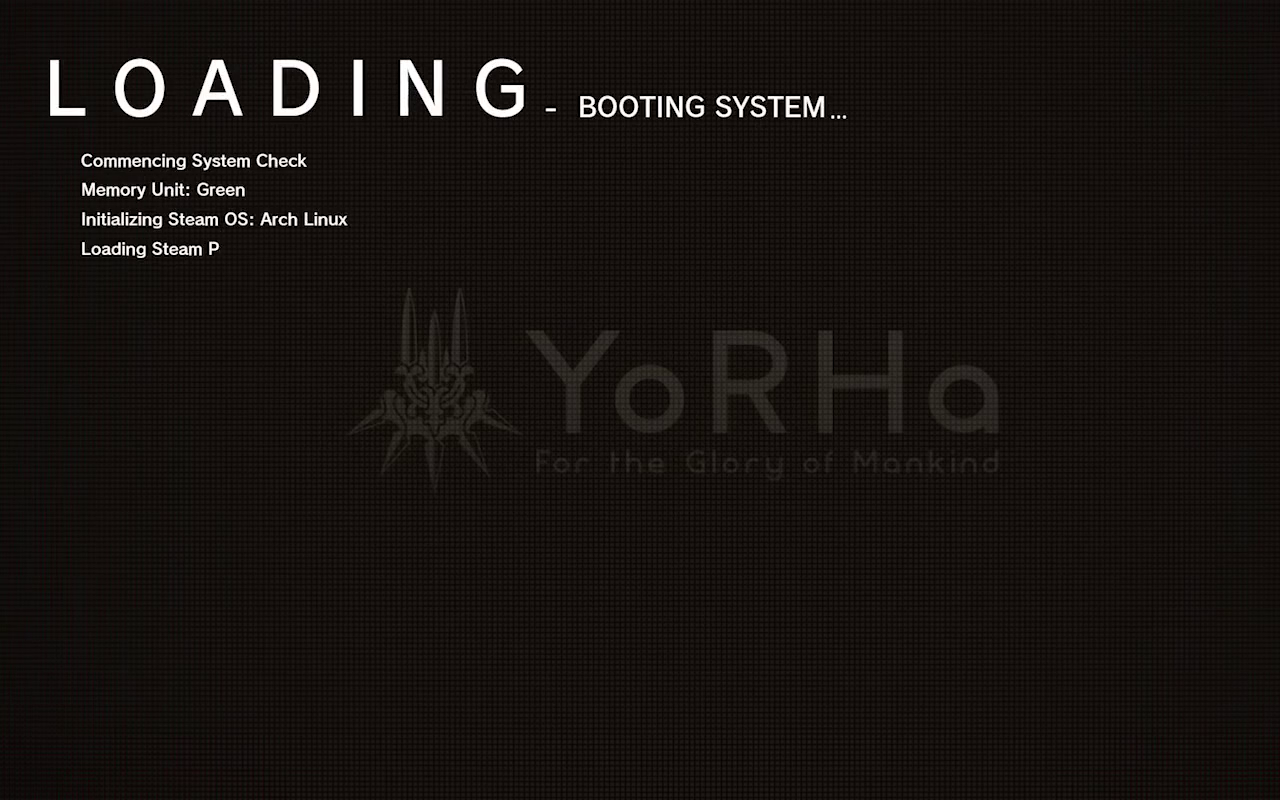 LOADING - BOOTING SYSTEM...
Commencing System Check
Memory Unit: Green
Initializing Steam OS: Arch Linux
Loading Steam P
YoRHa
For the Glory of Mankind